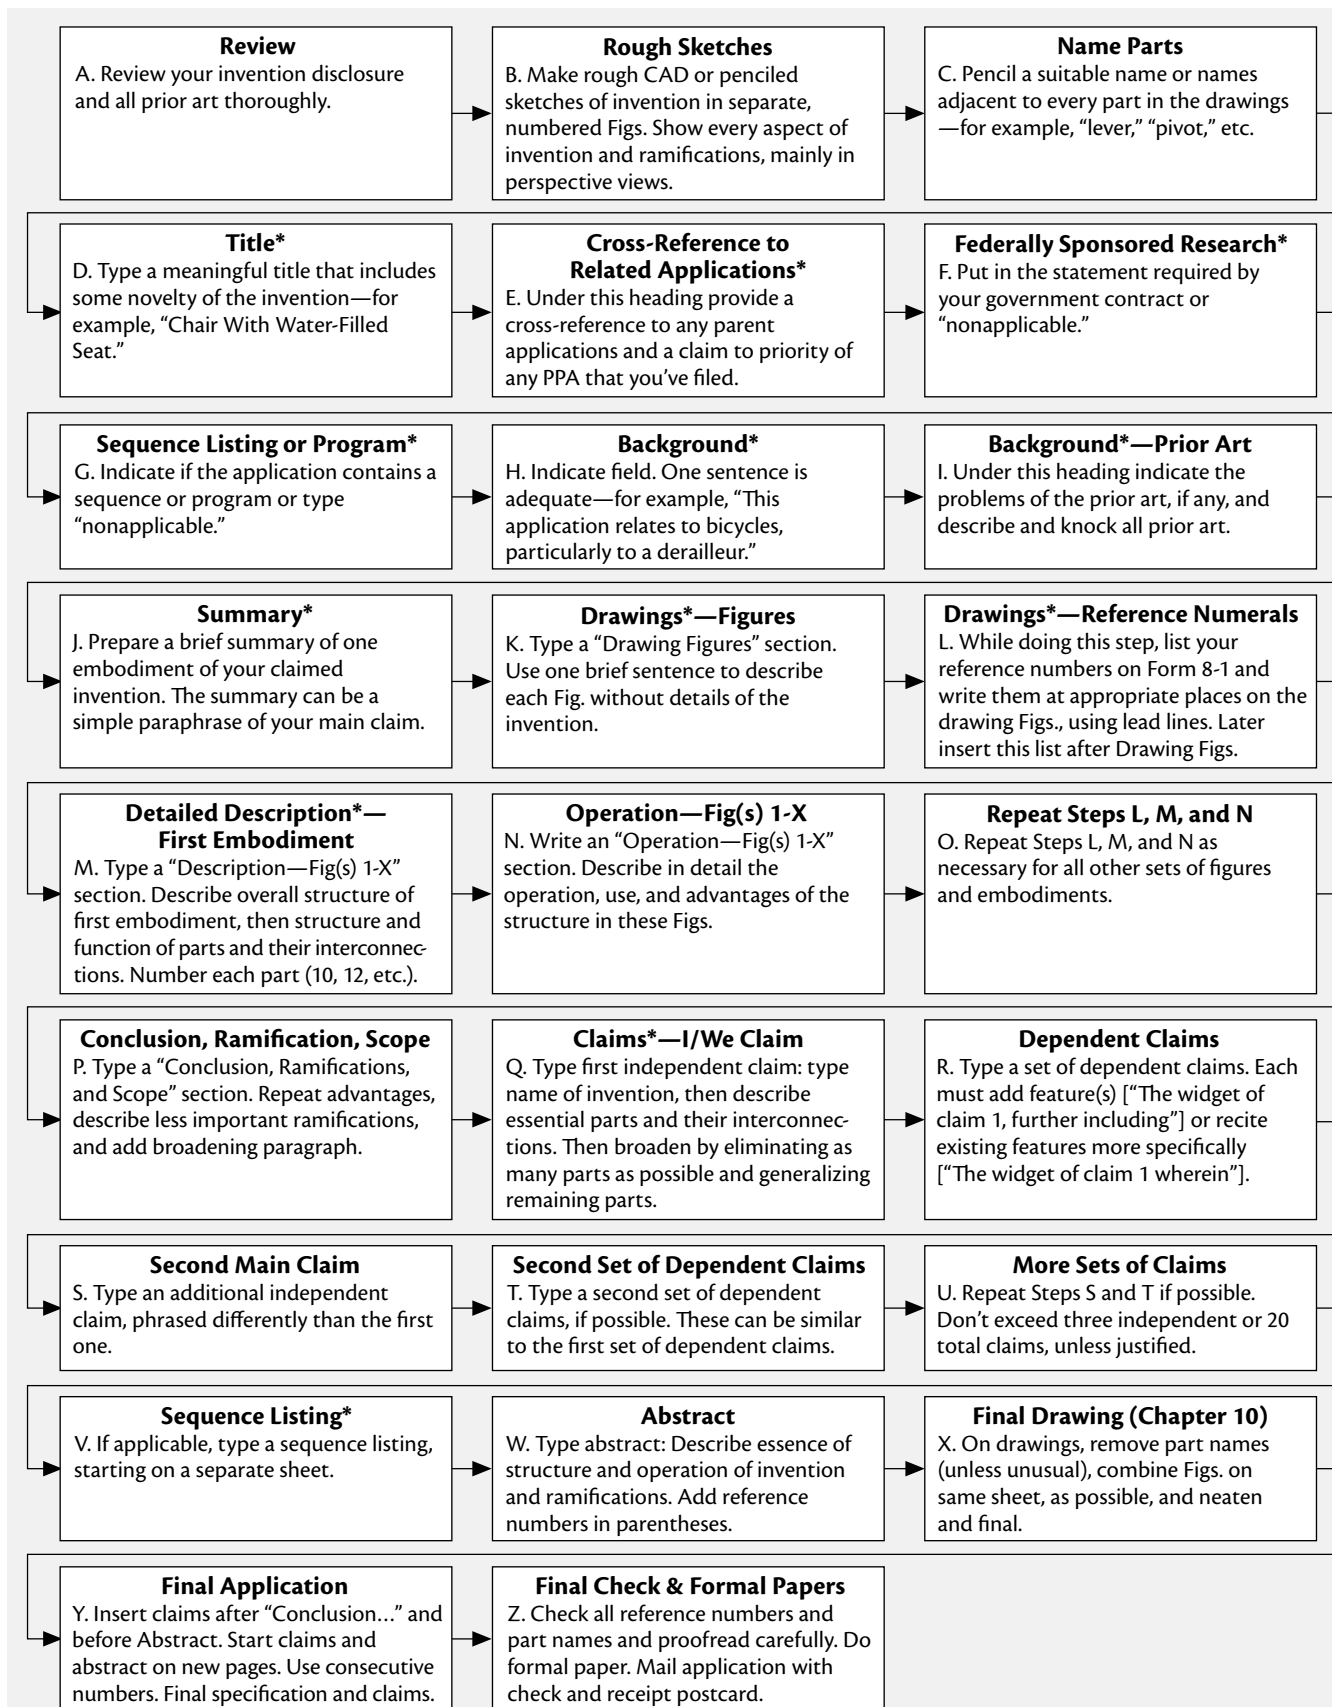 Review
A. Review your invention disclosure
and all prior art thoroughly.
Rough Sketches
B. Make rough CAD or penciled
sketches of invention in separate,
numbered Figs. Show every aspect of
invention and ramifications, mainly in
perspective views.
Name Parts
C. Pencil a suitable name or names
adjacent to every part in the drawings
—for example, “lever,” “pivot,” etc.
Title*
D. Type a meaningful title that includes
some novelty of the invention—for
example, “Chair With Water-Filled
Seat.”
Cross-Reference to
Related Applications*
E. Under this heading provide a
cross-reference to any parent
applications and a claim to priority of
any PPA that you’ve filed.
Federally Sponsored Research*
F. Put in the statement required by
your government contract or
“nonapplicable.”
Sequence Listing or Program*
G. Indicate if the application contains a
sequence or program or type
“nonapplicable.”
Background*
H. Indicate field. One sentence is
adequate—for example, “This
application relates to bicycles,
particularly to a derailleur.”
Background*—Prior Art
I. Under this heading indicate the
problems of the prior art, if any, and
describe and knock all prior art.
Summary*
J. Prepare a brief summary of one
embodiment of your claimed
invention. The summary can be a
simple paraphrase of your main claim.
Drawings*—Figures
K. Type a “Drawing Figures” section.
Use one brief sentence to describe
each Fig. without details of the
invention.
Drawings*—Reference Numerals
L. While doing this step, list your
reference numbers on Form 8-1 and
write them at appropriate places on the
drawing Figs., using lead lines. Later
insert this list after Drawing Figs.
Detailed Description*—
First Embodiment
M. Type a “Description—Fig(s) 1-X”
section. Describe overall structure of
first embodiment, then structure and
function of parts and their interconnec-
tions. Number each part (10, 12, etc.).
Operation—Fig(s) 1-X
N. Write an “Operation—Fig(s) 1-X”
section. Describe in detail the
operation, use, and advantages of the
structure in these Figs.
Repeat Steps L, M, and N
O. Repeat Steps L, M, and N as
necessary for all other sets of figures
and embodiments.
Conclusion, Ramification, Scope
P. Type a “Conclusion, Ramifications,
and Scope” section. Repeat advantages,
describe less important ramifications,
and add broadening paragraph.
Claims*—I/We Claim
Q. Type first independent claim: type
name of invention, then describe
essential parts and their interconnec-
tions. Then broaden by eliminating as
many parts as possible and generalizing
remaining parts.
Dependent Claims
R. Type a set of dependent claims. Each
must add feature(s) [“The widget of
claim 1, further including”] or recite
existing features more specifically
[“The widget of claim 1 wherein”].
Second Main Claim
S. Type an additional independent
claim, phrased differently than the first
one.
Second Set of Dependent Claims
T. Type a second set of dependent
claims, if possible. These can be similar
to the first set of dependent claims.
More Sets of Claims
U. Repeat Steps S and T if possible.
Don’t exceed three independent or 20
total claims, unless justified.
Sequence Listing*
V. If applicable, type a sequence listing,
starting on a separate sheet.
Abstract
W. Type abstract: Describe essence of
structure and operation of invention
and ramifications. Add reference
numbers in parentheses.
Final Drawing (Chapter 10)
X. On drawings, remove part names
(unless unusual), combine Figs. on
same sheet, as possible, and neaten
and final.
Final Application
Y. Insert claims after “Conclusion...” and
before Abstract. Start claims and
abstract on new pages. Use consecutive
numbers. Final specification and claims.
Final Check & Formal Papers
Z. Check all reference numbers and
part names and proofread carefully. Do
formal paper. Mail application with
check and receipt postcard.